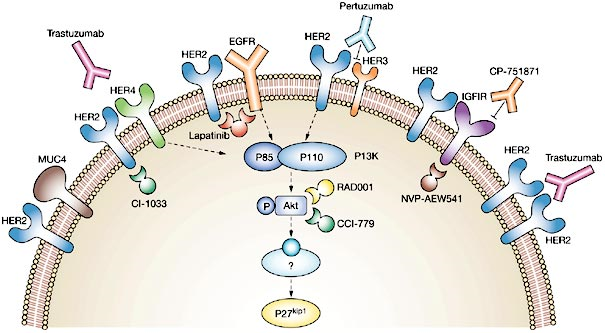 Pertuzumab
Trastuzumab
EGFR
HER2
HER2
HER3
HER4
HER2
CP-751871
IGFIR
HER2
Lapatinib
HER2
MUC4
P85
P110
P13K
Trastuzumab
CI-1033
NVP-AEW541
RAD001
P
Akt
CCI-779
HER2
HER2
?
P27kip1